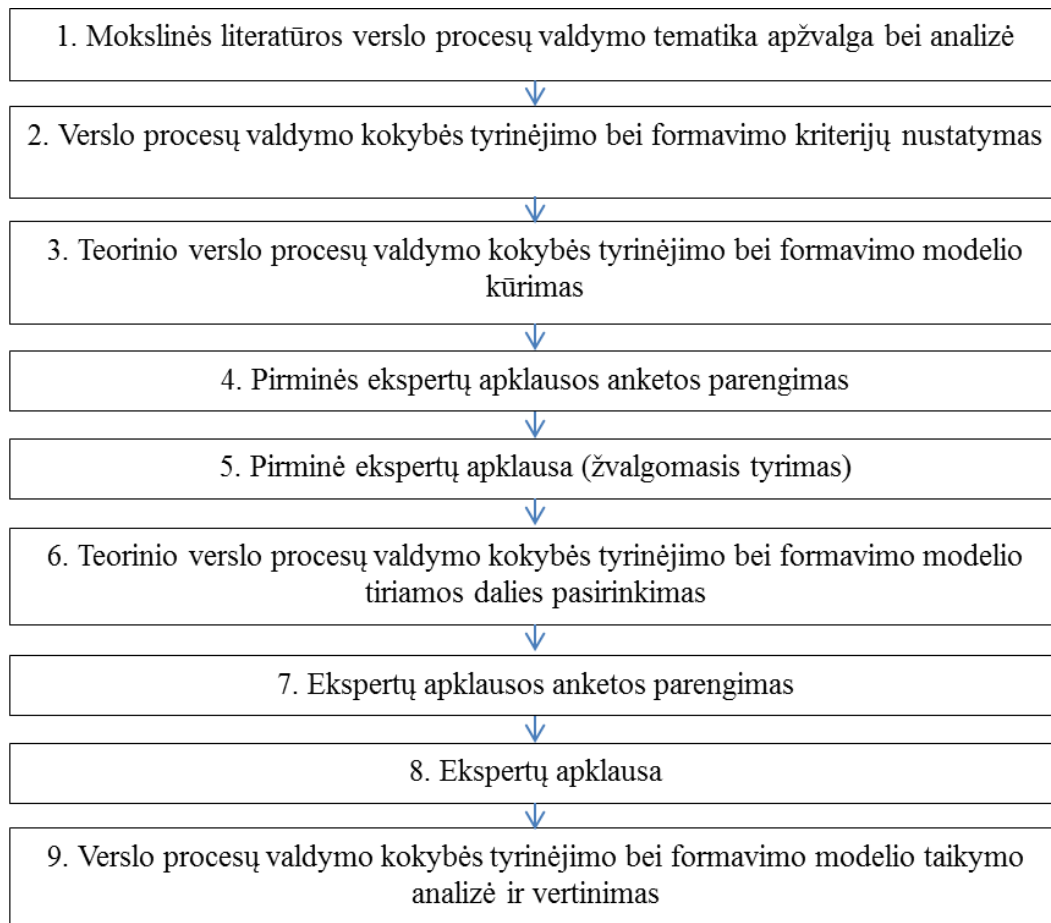 1. Mokslinės literatūros verslo procesų valdymo tematika apžvalga bei analizė
2. Verslo procesų valdymo kokybės tyrinėjimo bei formavimo kriterijų nustatymas
3. Teorinio verslo procesų valdymo kokybės tyrinėjimo bei formavimo modelio
kūrimas
4. Pirminės ekspertų apklausos anketos parengimas
5. Pirminė ekspertų apklausa (žvalgomasis tyrimas)
6. Teorinio verslo procesų valdymo kokybės tyrinėjimo bei formavimo modelio
tiriamos dalies pasirinkimas
7. Ekspertų apklausos anketos parengimas
8. Ekspertų apklausa
9. Verslo procesų valdymo kokybės tyrinėjimo bei formavimo modelio taikymo
analizė ir vertinimas